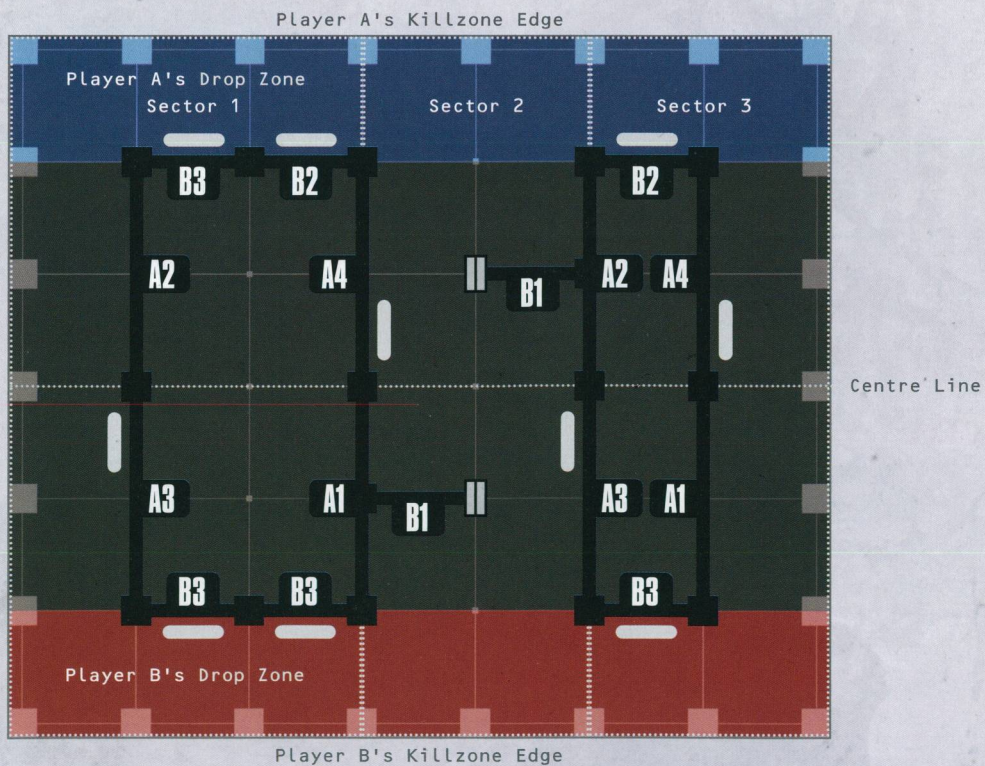 Player A's Killzone Edge
Player A's Drop Zone
Sector 1
Sector 2
Sector 3
B3
B2
B2
A2
A4
A2
A4
B1
Centre Line
A3
A1
A3
A1
B1
B3
B3
B3
Player B's Drop Zone
Player B's Killzone Edge